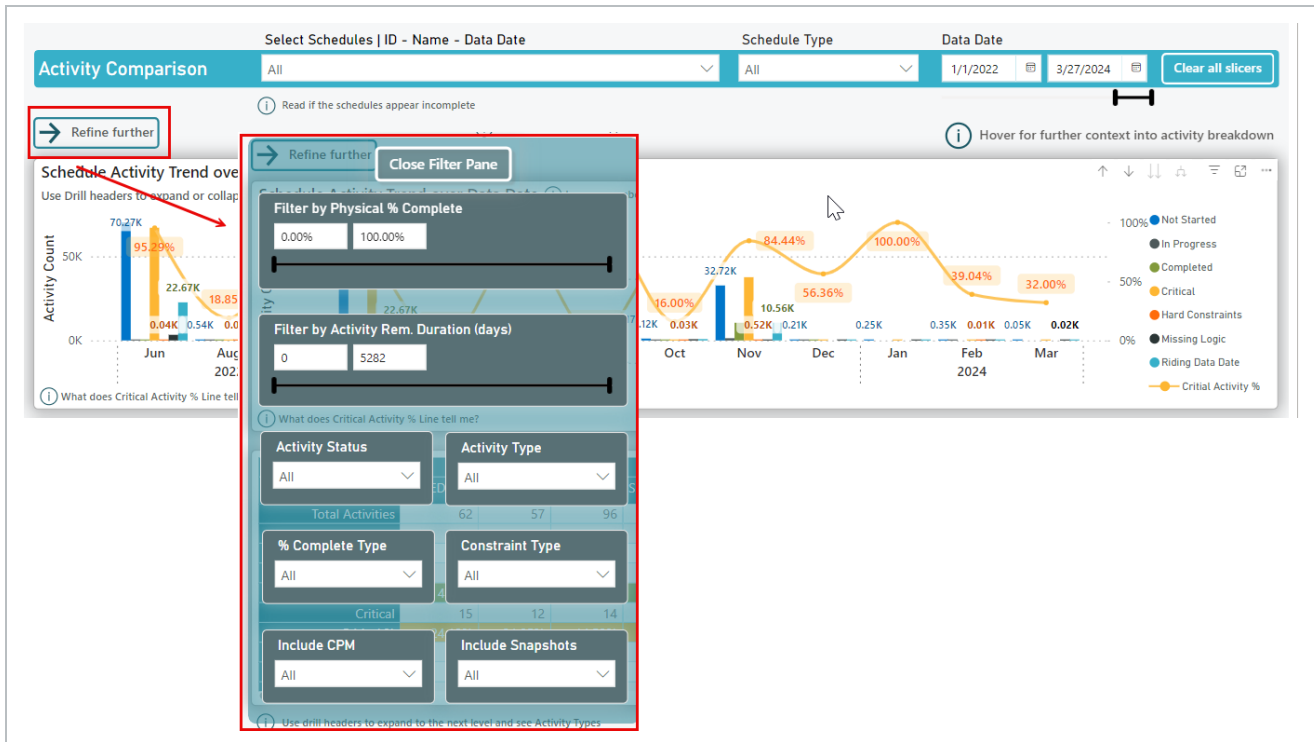 Select Schedules | ID - Name - Data Date
Schedule Type
Data Date
Activity Comparison
All
All
1/1/2022
3/27/2024
Clear all slicers
Read if the schedules appear incomplete
Refine further
Hover for further context into activity breakdown
Schedule Activity Trend ove
Use Drill headers to expand or collap
Activity Count
50K
0K
70.27K
95.29%
22.67K
18.85
0.04K
0.54K
0.0
Jun
Aug
202
What does Critical Activity % Line tell
Refine further
Close Filter Pane
Schedule Activity Trend over Data Date
Filter by Physical % Complete
0.00%
100.00%
22.67K
Filter by Activity Rem. Duration (days)
0
5282
What does Critical Activity % Line tell me?
Activity Status
Activity Type
All
All
Total Activities
62
57
96
% Complete Type
Constraint Type
All
All
Critical
15
12
14
Include CPM
Include Snapshots
All
All
Use drill headers to expand to the next level and see Activity Types
16.00%
.12K
0.03K
32.72K
84.44%
10.56K
0.52K
0.21K
56.36%
0.25K
100.00%
39.04%
0.35K
0.01K
0.05K
32.00%
0.02K
Oct
Nov
Dec
Jan
Feb
Mar
2024
100%
50%
0%
Not Started
In Progress
Completed
Critical
Hard Constraints
Missing Logic
Riding Data Date
Critial Activity %